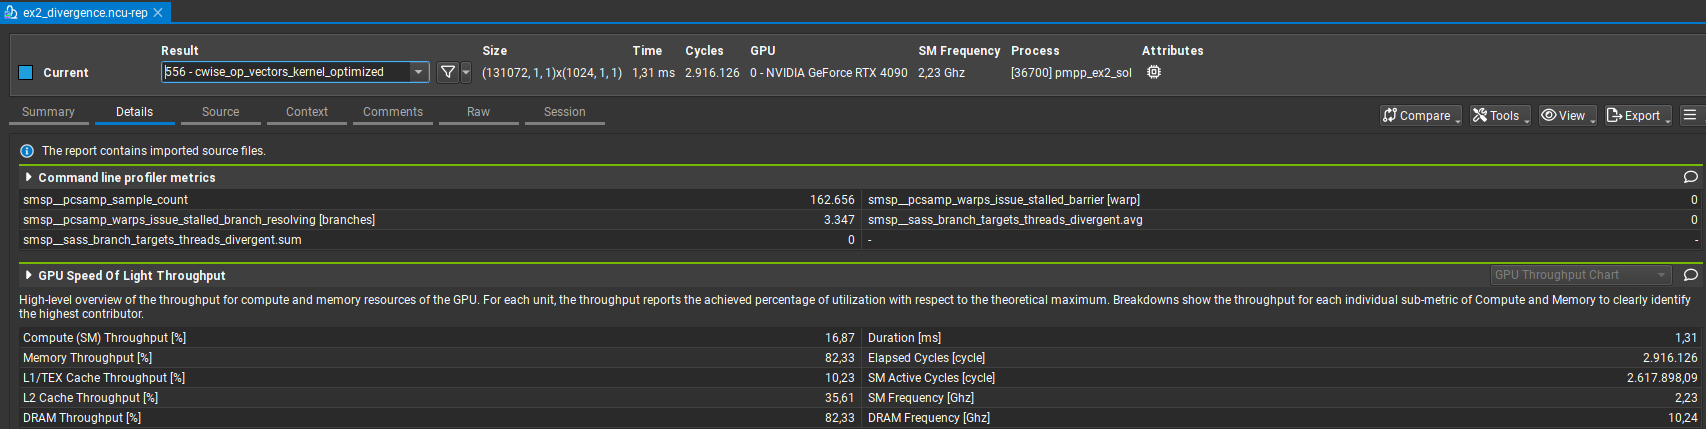 ex2_divergence.ncu-rep
Result Size Time Cycles GPU SM Frequency Process Attributes
Current 556 - cwise_op_vectors_kernel_optimized (131072, 1, 1)x(1024, 1, 1) 1,31 ms 2.916.126 0 - NVIDIA GeForce RTX 4090 2,23 Ghz [36700] pmpp_ex2_sol
Summary Details Source Context Comments Raw Session Compare Tools View Export
The report contains imported source files.
Command line profiler metrics
smsp__pcsamp_sample_count 162.656 smsp__pcsamp_warps_issue_stalled_barrier [warp] 0
smsp__pcsamp_warps_issue_stalled_branch_resolving [branches] 3.347 smsp__sass_branch_targets_threads_divergent.avg 0
smsp__sass_branch_targets_threads_divergent.sum 0 - -
GPU Speed Of Light Throughput GPU Throughput Chart
High-level overview of the throughput for compute and memory resources of the GPU. For each unit, the throughput reports the achieved percentage of utilization with respect to the theoretical maximum. Breakdowns show the throughput for each individual sub-metric of Compute and Memory to clearly identify
the highest contributor.
Compute (SM) Throughput [%] 16,87 Duration [ms] 1,31
Memory Throughput [%] 82,33 Elapsed Cycles [cycle] 2.916.126
L1/TEX Cache Throughput [%] 10,23 SM Active Cycles [cycle] 2.617.898,09
L2 Cache Throughput [%] 35,61 SM Frequency [Ghz] 2,23
DRAM Throughput [%] 82,33 DRAM Frequency [Ghz] 10,24